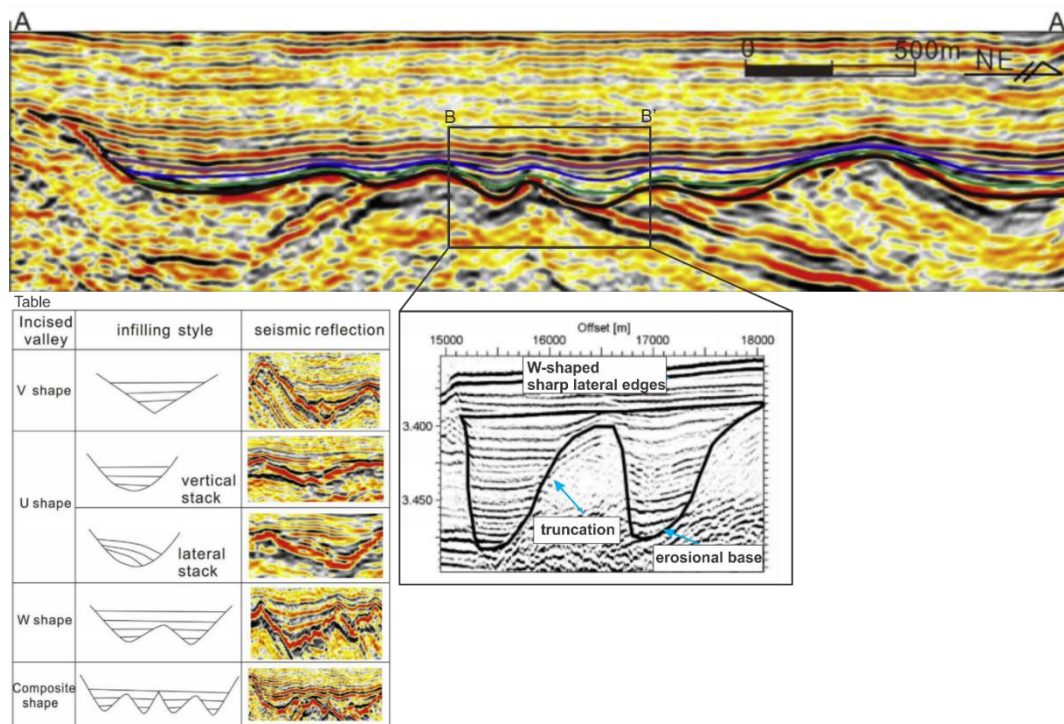 A
A
0
500m
NE
B
B'
Table
Incised
valley
infilling style
seismic reflection
V shape
U shape
vertical
stack
lateral
stack
W shape
Composite
shape
Offset [m]
15000 16000 17000 18000
W-shaped
sharp lateral edges
3.400
3.450
truncation
erosional base